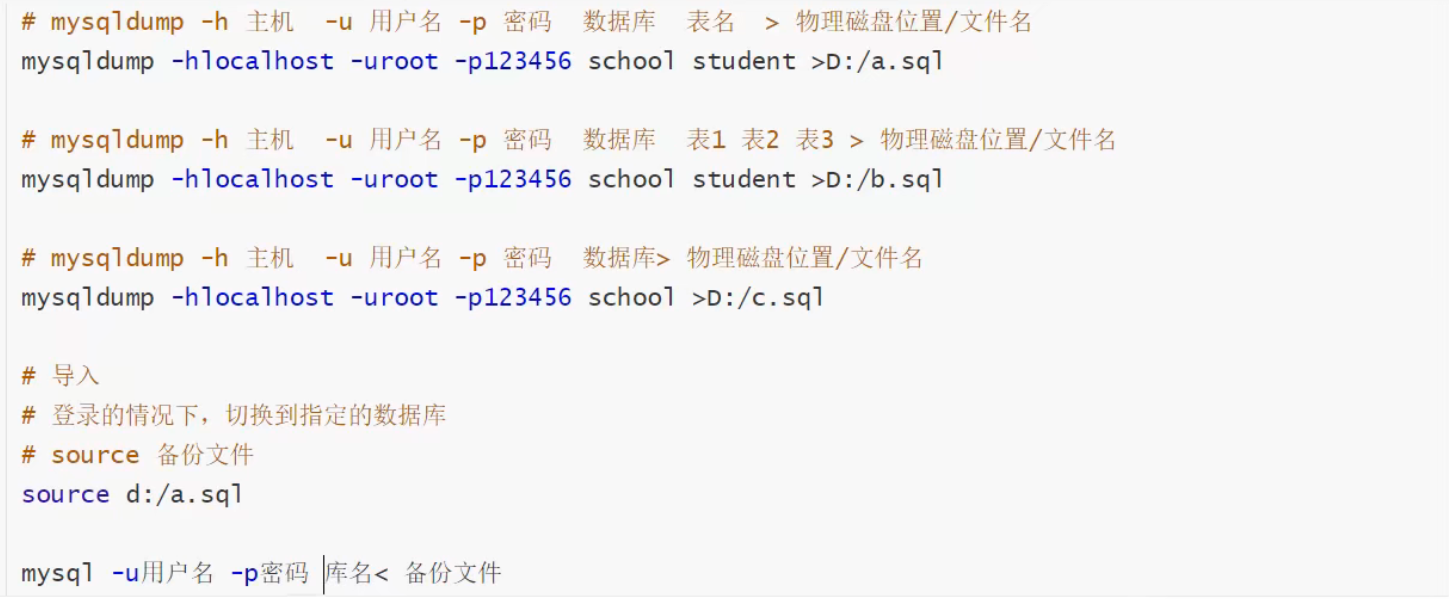 # mysqldump -h 主机  -u 用户名 -p 密码  数据库  表名  > 物理磁盘位置/文件名
mysqldump -hlocalhost -uroot -p123456 school student >D:/a.sql
# mysqldump -h 主机  -u 用户名 -p 密码  数据库  表1 表2 表3 > 物理磁盘位置/文件名
mysqldump -hlocalhost -uroot -p123456 school student >D:/b.sql
# mysqldump -h 主机  -u 用户名 -p 密码  数据库> 物理磁盘位置/文件名
mysqldump -hlocalhost -uroot -p123456 school >D:/c.sql
# 导入
# 登录的情况下，切换到指定的数据库
# source 备份文件
source d:/a.sql
mysql -u用户名 -p密码 库名< 备份文件